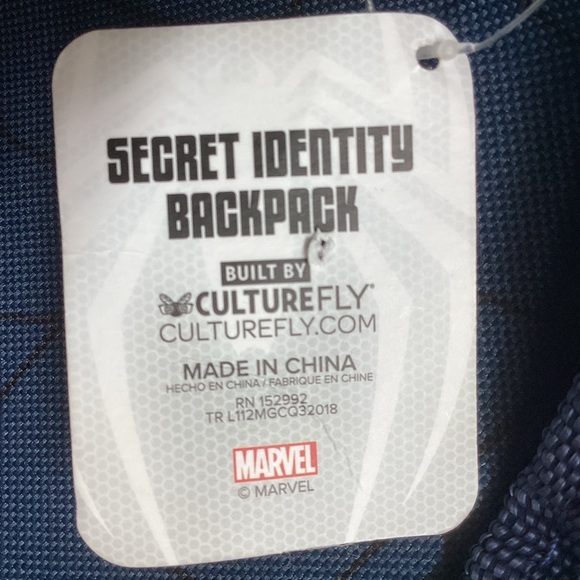 SECRET IDENTITY
BACKPACK
BUILT BY
CULTUREFLY®
CULTUREFLY.COM
MADE IN CHINA
HECHO EN CHINA / FABRIQUE EN CHINE
RN 152992
TR L112MGCQ32018
MARVEL
© MARVEL